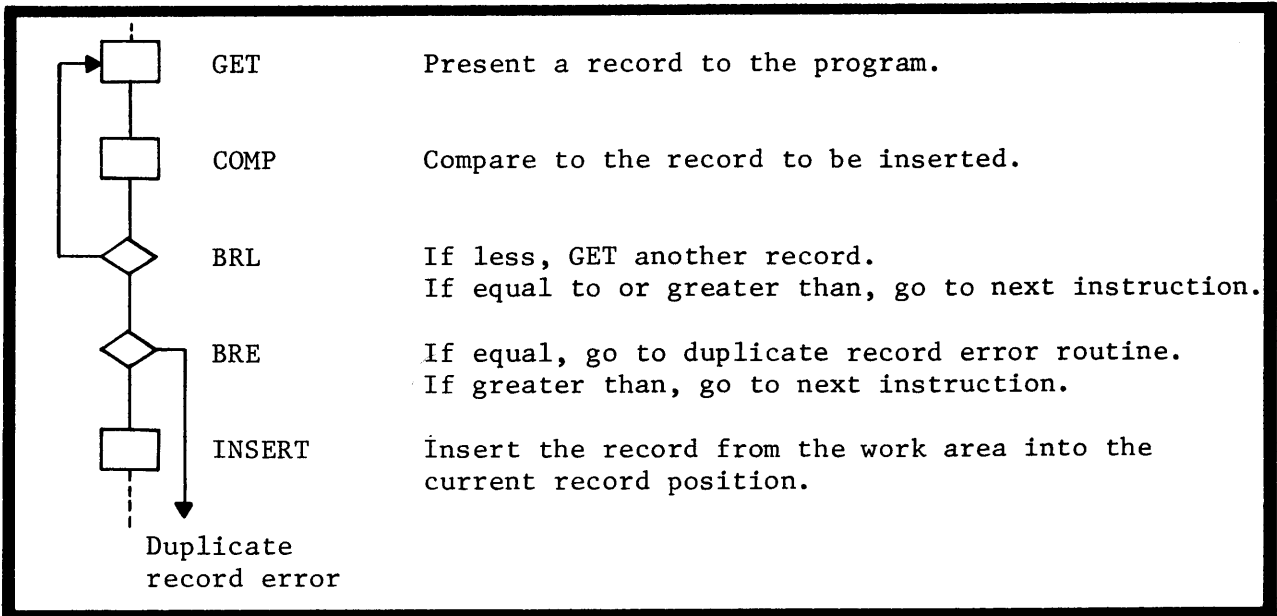 GET Present a record to the program.
COMP Compare to the record to be inserted.
BRL If less, GET another record.
If equal to or greater than, go to next instruction.
BRE If equal, go to duplicate record error routine.
If greater than, go to next instruction.
INSERT Insert the record from the work area into the
current record position.
Duplicate
record error